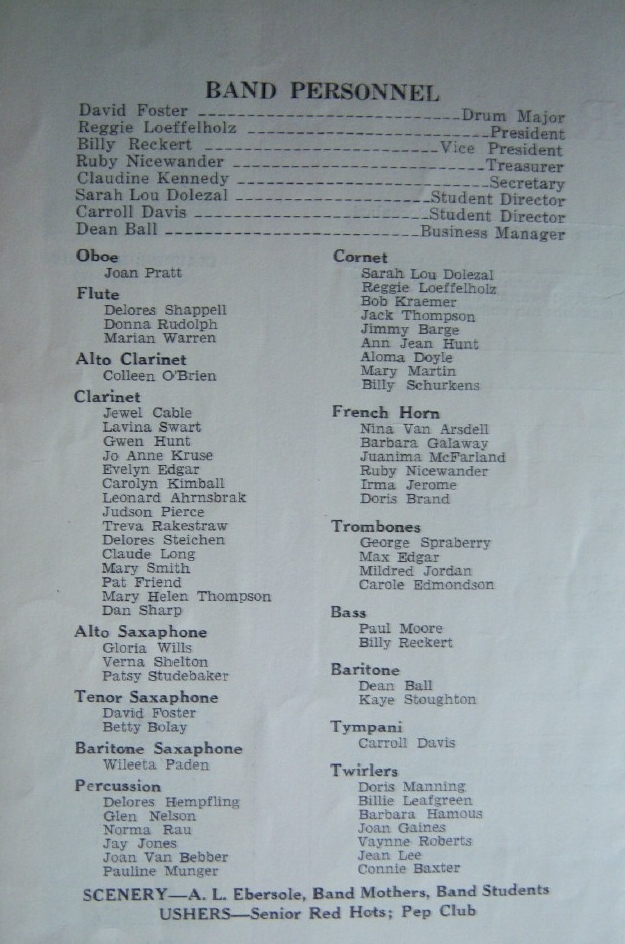 BAND PERSONNEL
David Foster Drum Major
Reggie Loeffelholz President
Billy Reckert Vice President
Ruby Nicewander Treasurer
Claudine Kennedy Secretary
Sarah Lou Dolezal Student Director
Carroll Davis Student Director
Dean Ball Business Manager
Oboe
Joan Pratt
Flute
Delores Shappell
Donna Rudolph
Marian Warren
Alto Clarinet
Colleen O'Brien
Clarinet
Jewel Cable
Lavina Swart
Gwen Hunt
Jo Anne Kruse
Evelyn Edgar
Carolyn Kimball
Leonard Ahrnsbrak
Judson Pierce
Treva Rakestraw
Delores Steichen
Claude Long
Mary Smith
Pat Friend
Mary Helen Thompson
Dan Sharp
Alto Saxaphone
Gloria Wills
Verna Shelton
Patsy Studebaker
Tenor Saxaphone
David Foster
Betty Bolay
Baritone Saxaphone
Wileeta Paden
Percussion
Delores Hempfling
Glen Nelson
Norma Rau
Jay Jones
Joan Van Bebber
Pauline Munger
Cornet
Sarah Lou Dolezal
Reggie Loeffelholz
Bob Kraemer
Jack Thompson
Jimmy Barge
Ann Jean Hunt
Aloma Doyle
Mary Martin
Billy Schurkens
French Horn
Nina Van Arsdell
Barbara Galaway
Juanima McFarland
Ruby Nicewander
Irma Jerome
Doris Brand
Trombones
George Spraberry
Max Edgar
Mildred Jordan
Carole Edmondson
Bass
Paul Moore
Billy Reckert
Baritone
Dean Ball
Kaye Stoughton
Tympani
Carroll Davis
Twirlers
Doris Manning
Billie Leafgreen
Barbara Hamous
Joan Gaines
Vaynne Roberts
Jean Lee
Connie Baxter
SCENERY—A. L. Ebersole, Band Mothers, Band Students
USHERS—Senior Red Hots; Pep Club